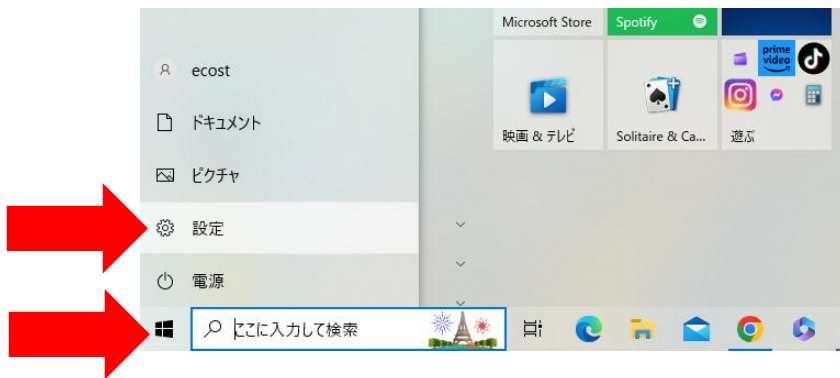 Microsoft Store
Spotify
ecost
prime video
ドキュメント
映画 & テレビ
Solitaire & Ca...
遊ぶ
ピクチャ
設定
電源
ここに入力して検索